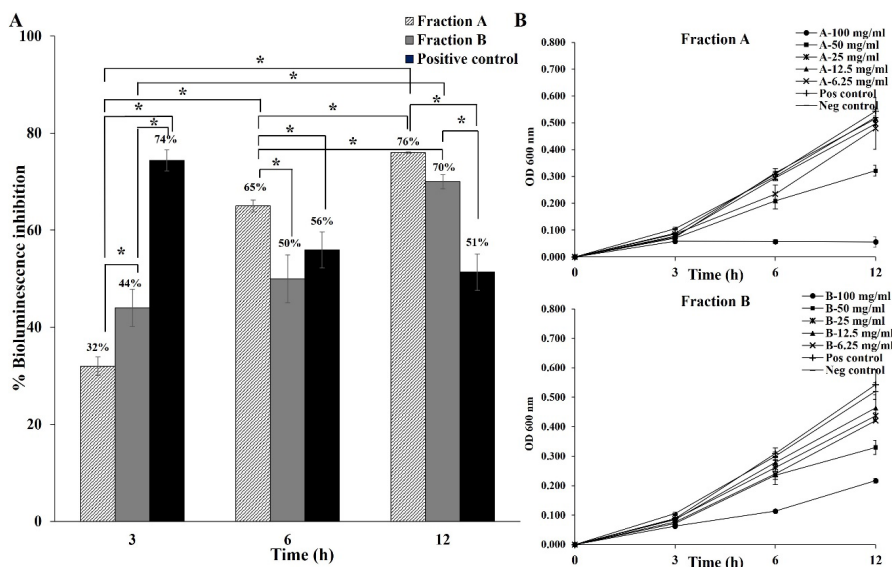 A
% Bioluminescence inhibition
100
80
60
40
20
0
Fraction A
Fraction B
Positive control
*
*
*
*
*
*
*
*
*
*
*
*
32%
44%
74%
65%
50%
56%
76%
70%
51%
3
6
12
Time (h)
B
Fraction A
A-100 mg/ml
A-50 mg/ml
A-25 mg/ml
A-12.5 mg/ml
A-6.25 mg/ml
Pos control
Neg control
OD 600 nm
0.800
0.700
0.600
0.500
0.400
0.300
0.200
0.100
0.000
0
3
6
12
Time (h)
Fraction B
B-100 mg/ml
B-50 mg/ml
B-25 mg/ml
B-12.5 mg/ml
B-6.25 mg/ml
Pos control
Neg control
OD 600 nm
0.800
0.700
0.600
0.500
0.400
0.300
0.200
0.100
0.000
0
3
6
12
Time (h)